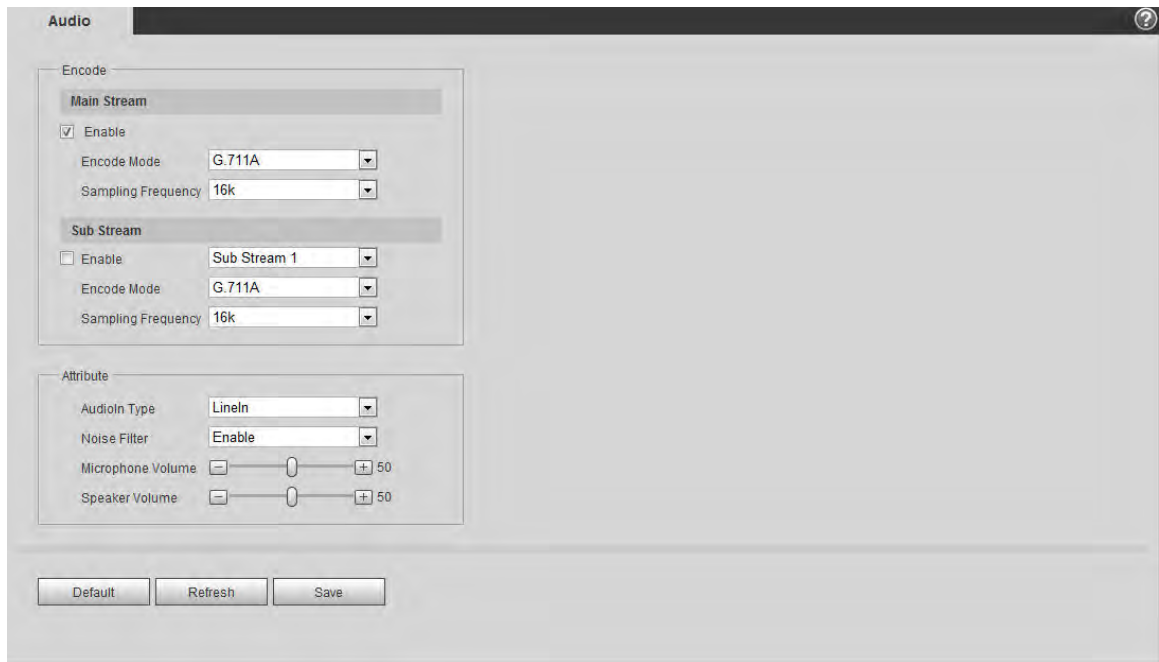 Audio
?
Encode
Main Stream
Enable
Encode Mode G.711A
Sampling Frequency 16k
Sub Stream
Enable Sub Stream 1
Encode Mode G.711A
Sampling Frequency 16k
Attribute
AudioIn Type LineIn
Noise Filter Enable
Microphone Volume - + 50
Speaker Volume - + 50
Default Refresh Save